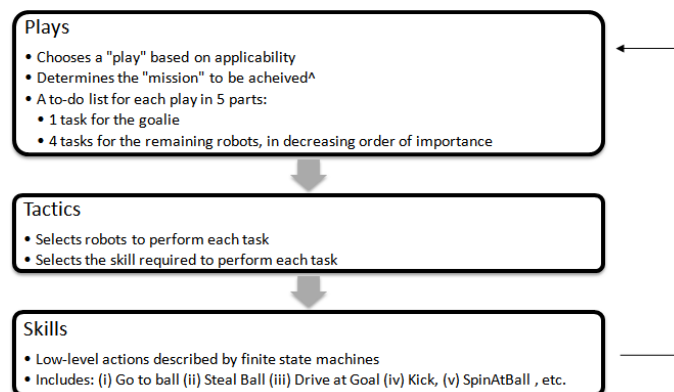 Plays
• Chooses a "play" based on applicability
• Determines the "mission" to be acheived^
• A to-do list for each play in 5 parts:
• 1 task for the goalie
• 4 tasks for the remaining robots, in decreasing order of importance
Tactics
• Selects robots to perform each task
• Selects the skill required to perform each task
Skills
• Low-level actions described by finite state machines
• Includes: (i) Go to ball (ii) Steal Ball (iii) Drive at Goal (iv) Kick, (v) SpinAtBall , etc.